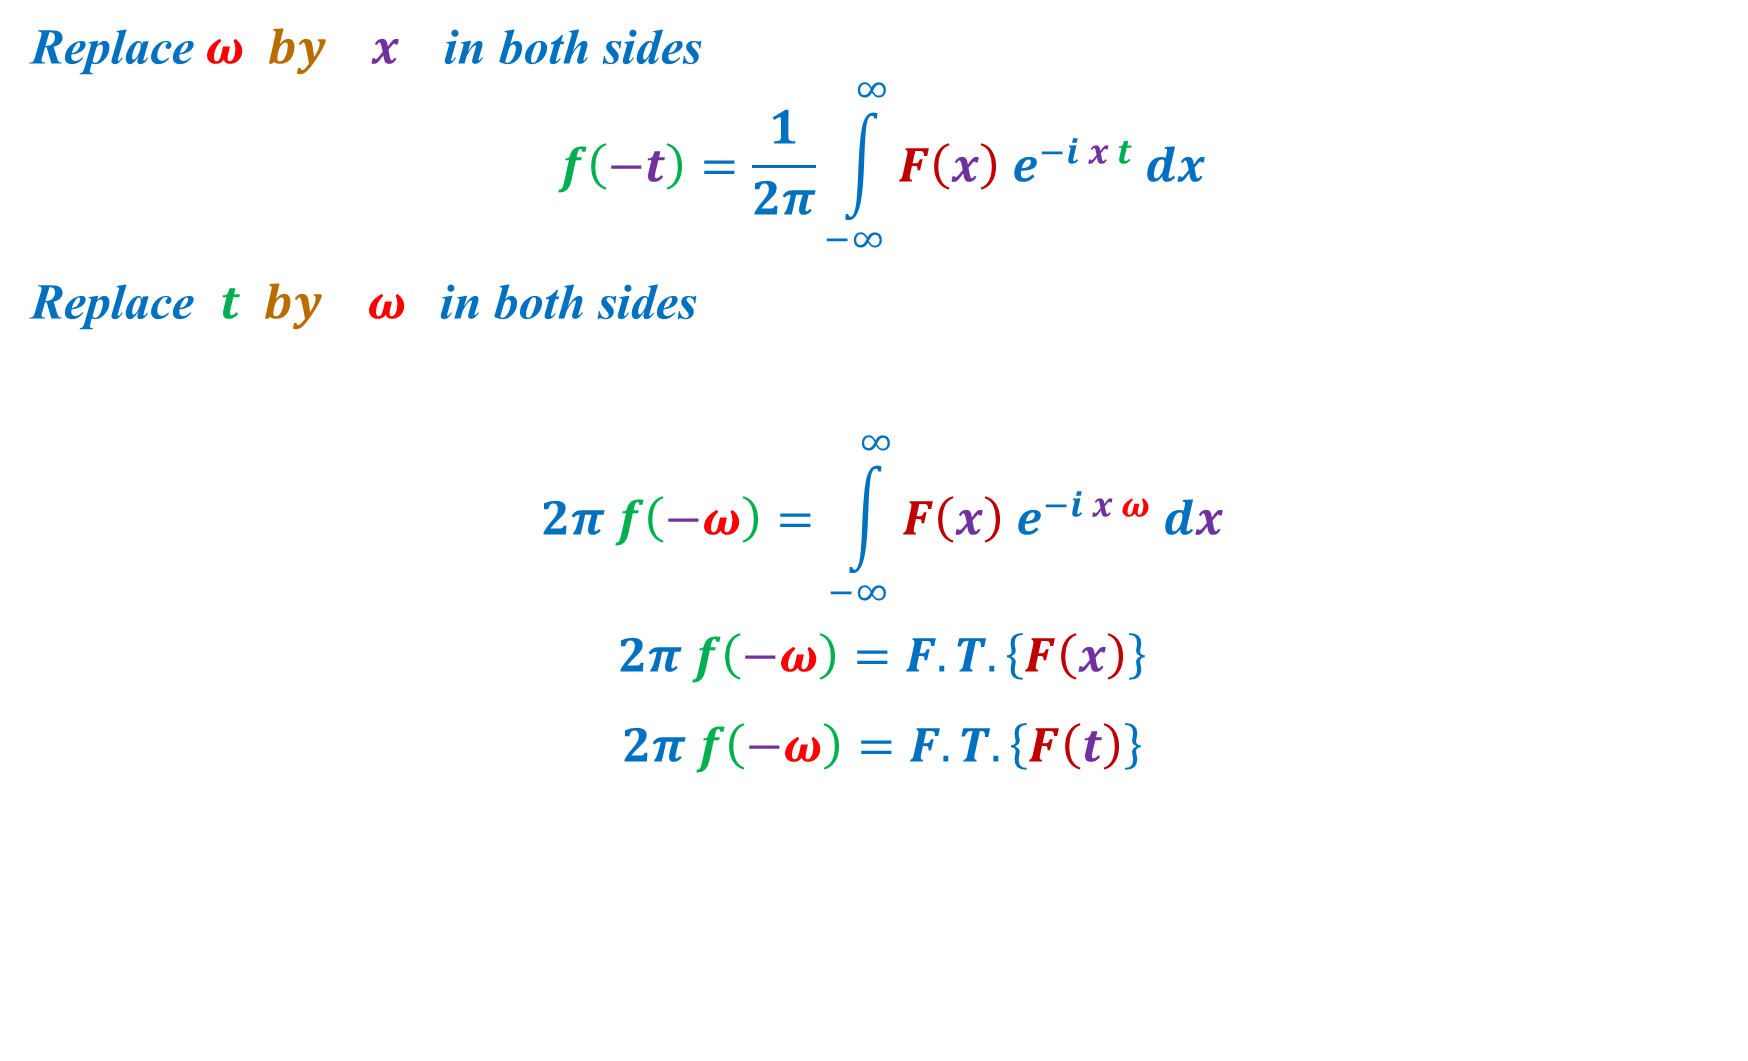 Replace ω by x in both sides
f(−t) = 1/2π ∫_{−∞}^{∞} F(x) e^{−i x t} dx
Replace t by ω in both sides
2π f(−ω) = ∫_{−∞}^{∞} F(x) e^{−i x ω} dx
2π f(−ω) = F.T.{F(x)}
2π f(−ω) = F.T.{F(t)}